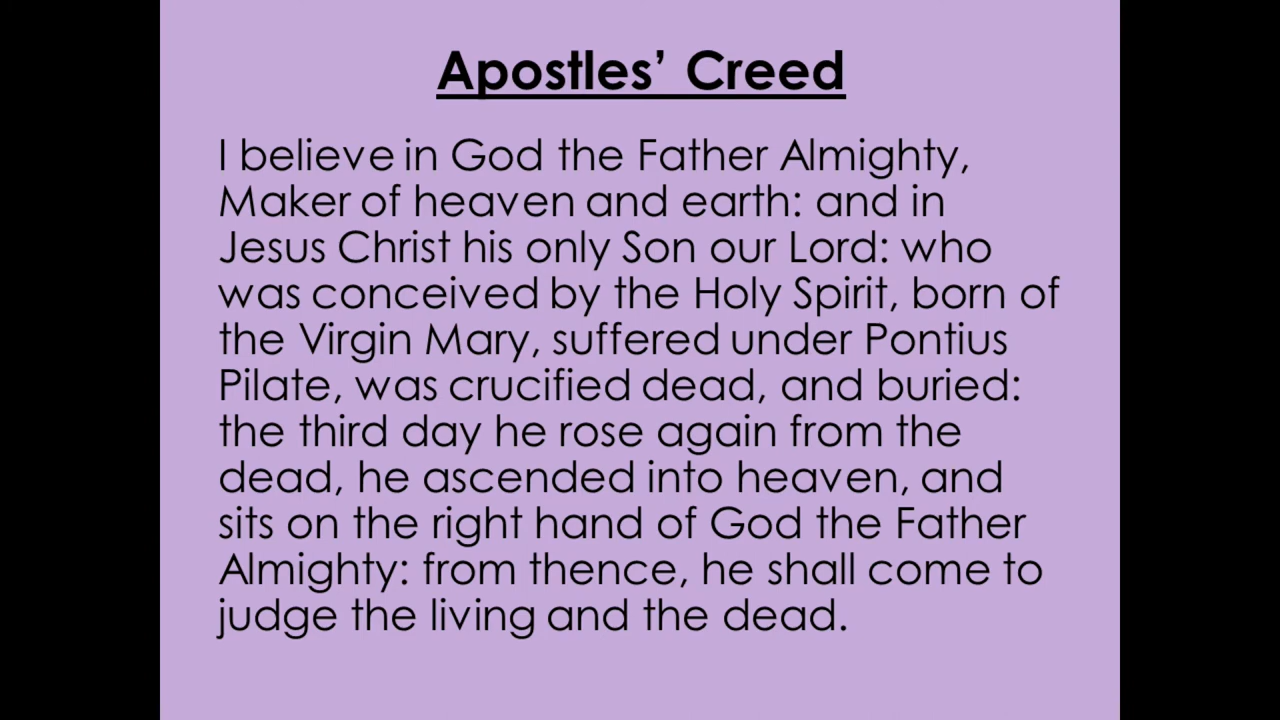 Apostles’ Creed
I believe in God the Father Almighty,
Maker of heaven and earth: and in
Jesus Christ his only Son our Lord: who
was conceived by the Holy Spirit, born of
the Virgin Mary, suffered under Pontius
Pilate, was crucified dead, and buried:
the third day he rose again from the
dead, he ascended into heaven, and
sits on the right hand of God the Father
Almighty: from thence, he shall come to
judge the living and the dead.